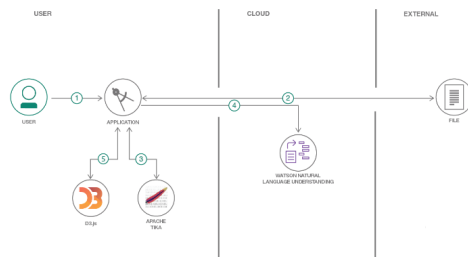 USER
CLOUD
EXTERNAL
1
2
4
USER
APPLICATION
FILE
5
3
WATSON NATURAL
LANGUAGE UNDERSTANDING
D3.js
APACHE
TIKA